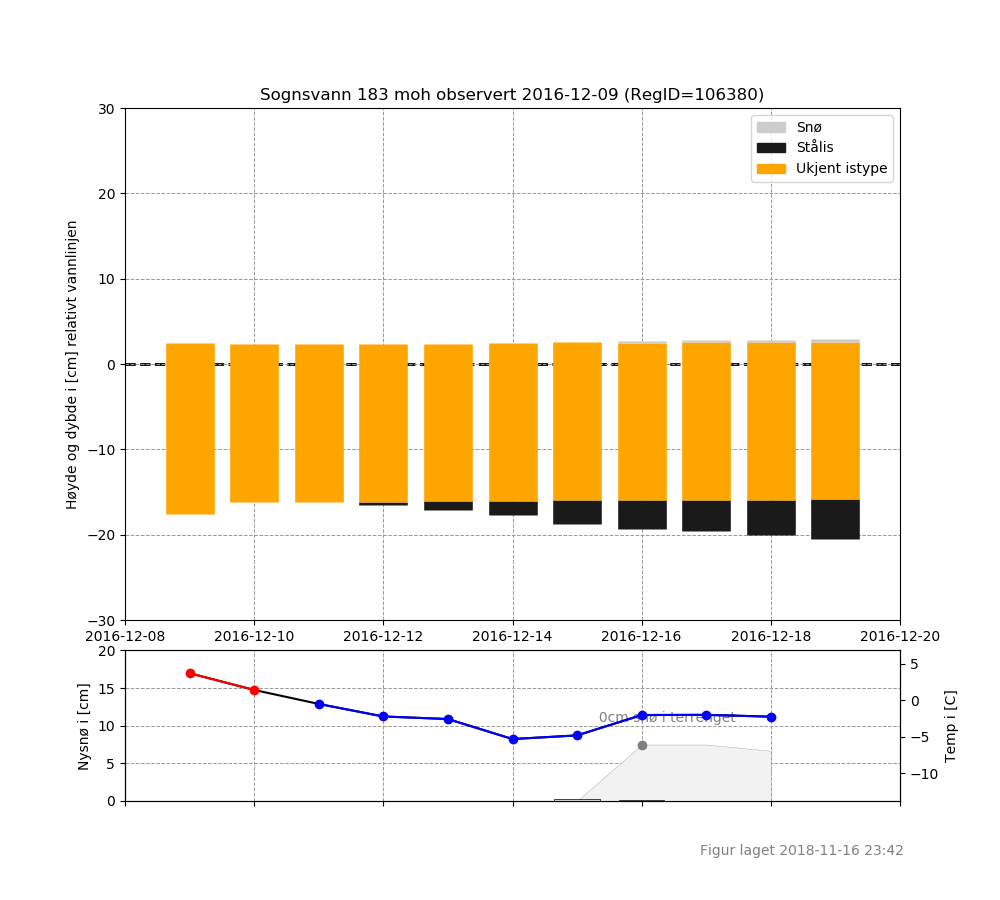 Sognsvann 183 moh observert 2016-12-09 (RegID=106380)
Snø
Stålis
Ukjent istype
Høyde og dybde i [cm] relativt vannlinjen
30
20
10
0
−10
−20
−30
2016-12-08 2016-12-10 2016-12-12 2016-12-14 2016-12-16 2016-12-18 2016-12-20
Nysnø i [cm]
20
15
10
5
0
0cm snø i terrenget
5
0
−5
−10
Temp i [C]
Figur laget 2018-11-16 23:42